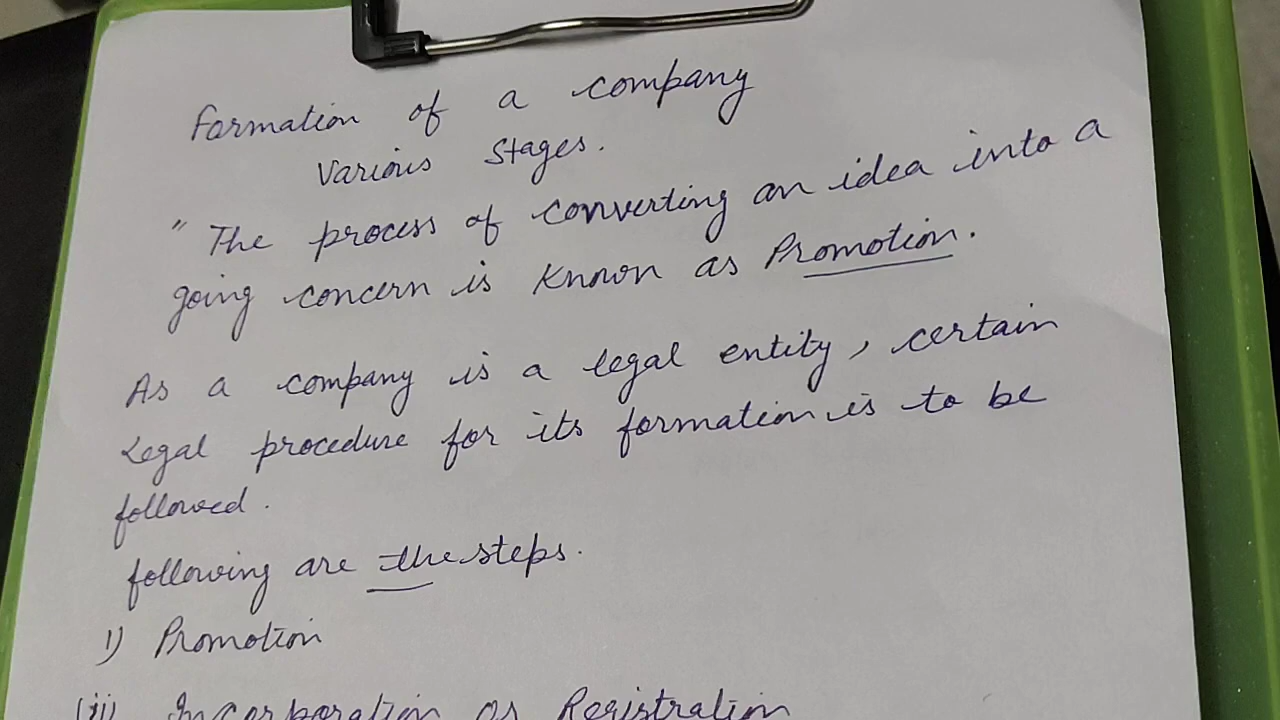 Formation of a company
Various Stages.
" The process of converting an idea into a
going concern is known as Promotion.
As a company is a legal entity, certain
Legal procedure for its formation is to be
followed.
following are the steps.
i) Promotion
(ii) Incorporation or Registration